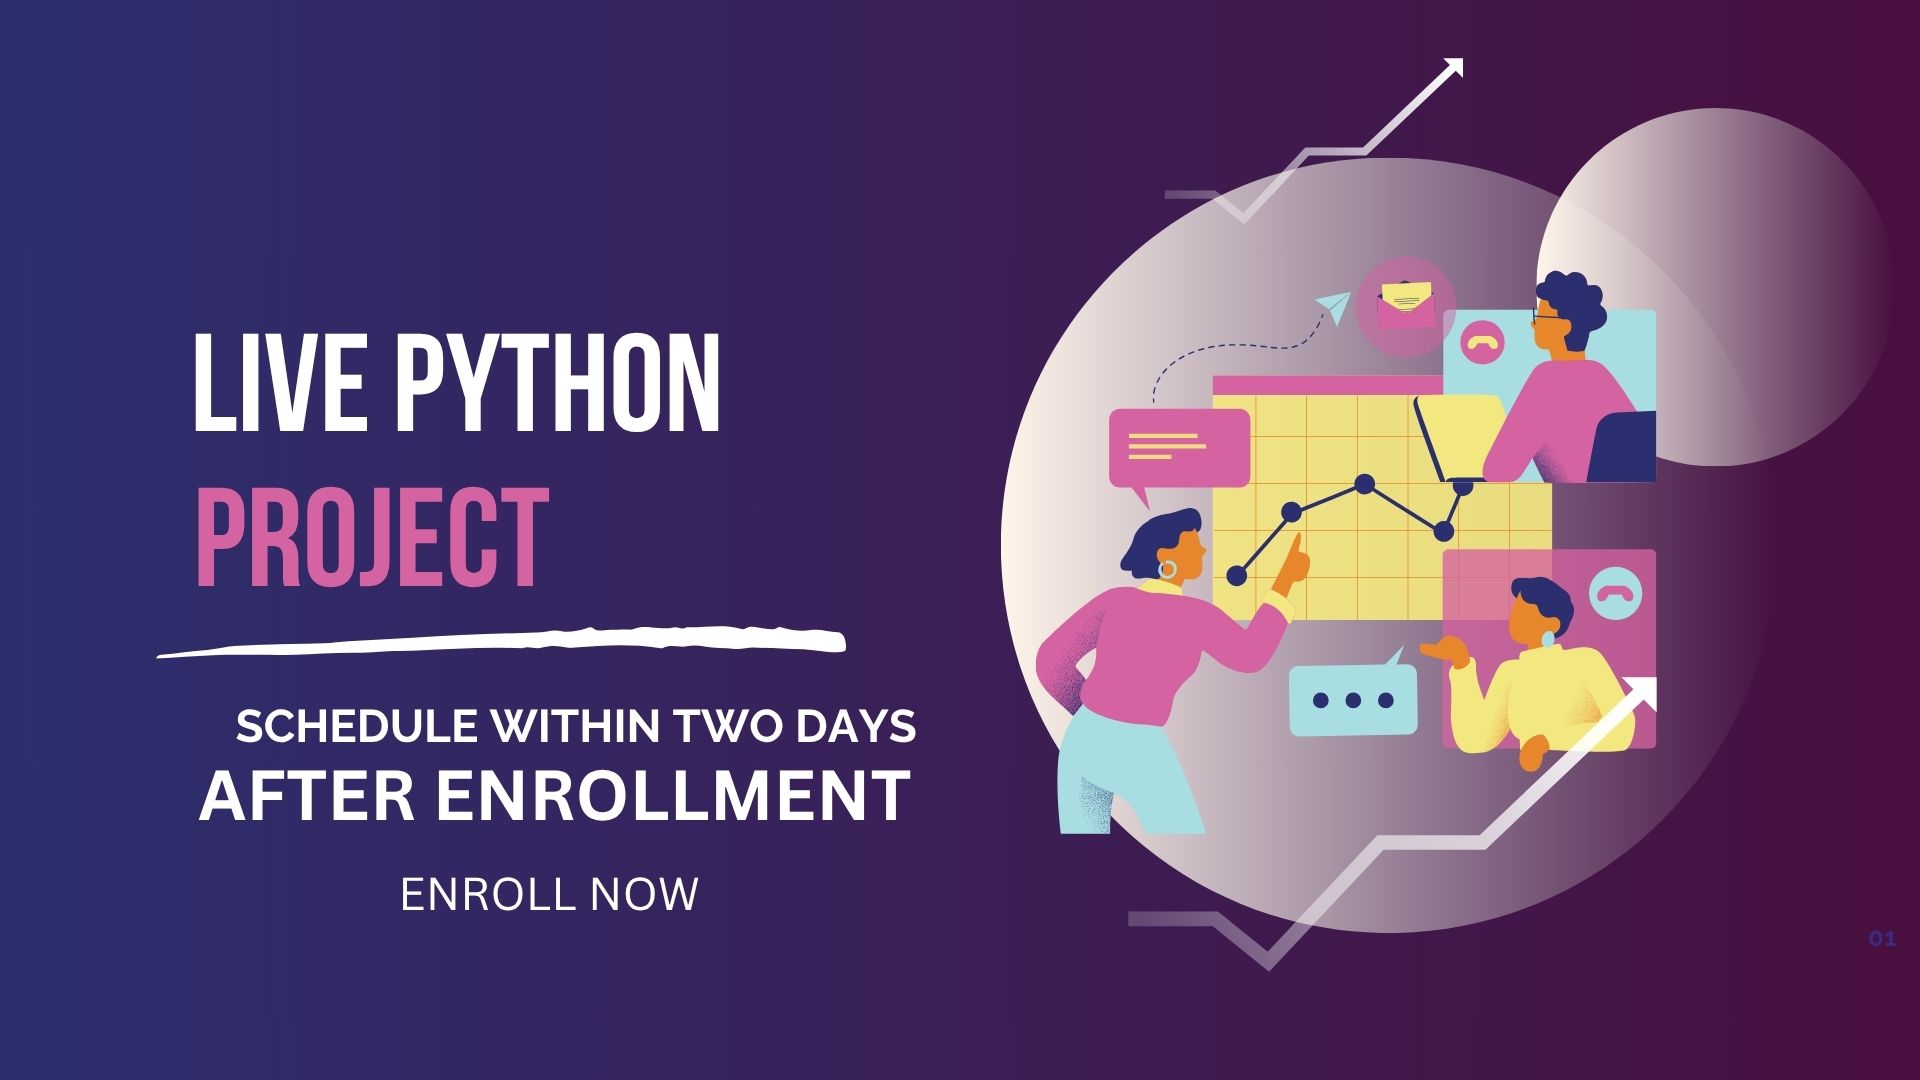 LIVE PYTHON
PROJECT
SCHEDULE WITHIN TWO DAYS
AFTER ENROLLMENT
ENROLL NOW
01